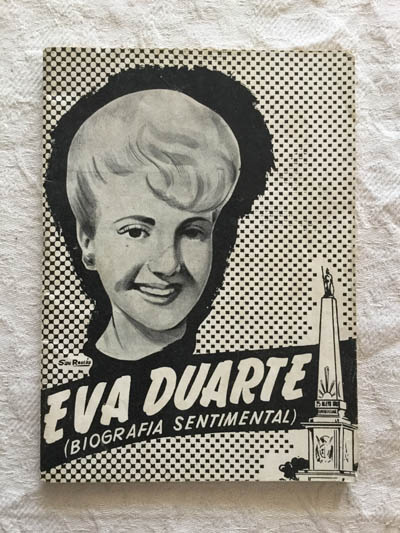 EVA DUARTE
(BIOGRAFIA SENTIMENTAL)